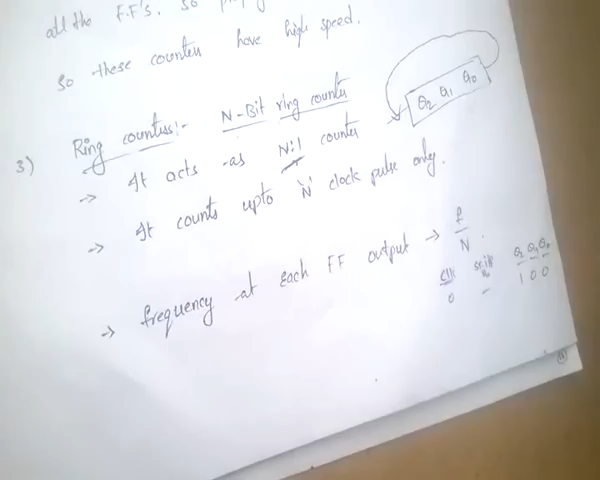 all the F.F's. So
So these counters have high speed.
3) Ring counters:- N-Bit ring counter
Q2 Q1 Q0
→ It acts as N:1 counter
→ It counts upto 'N' clock pulse only.
→ frequency at each FF output → f/N.
Clk Q2 Q1 Q0
0 - 1 0 0